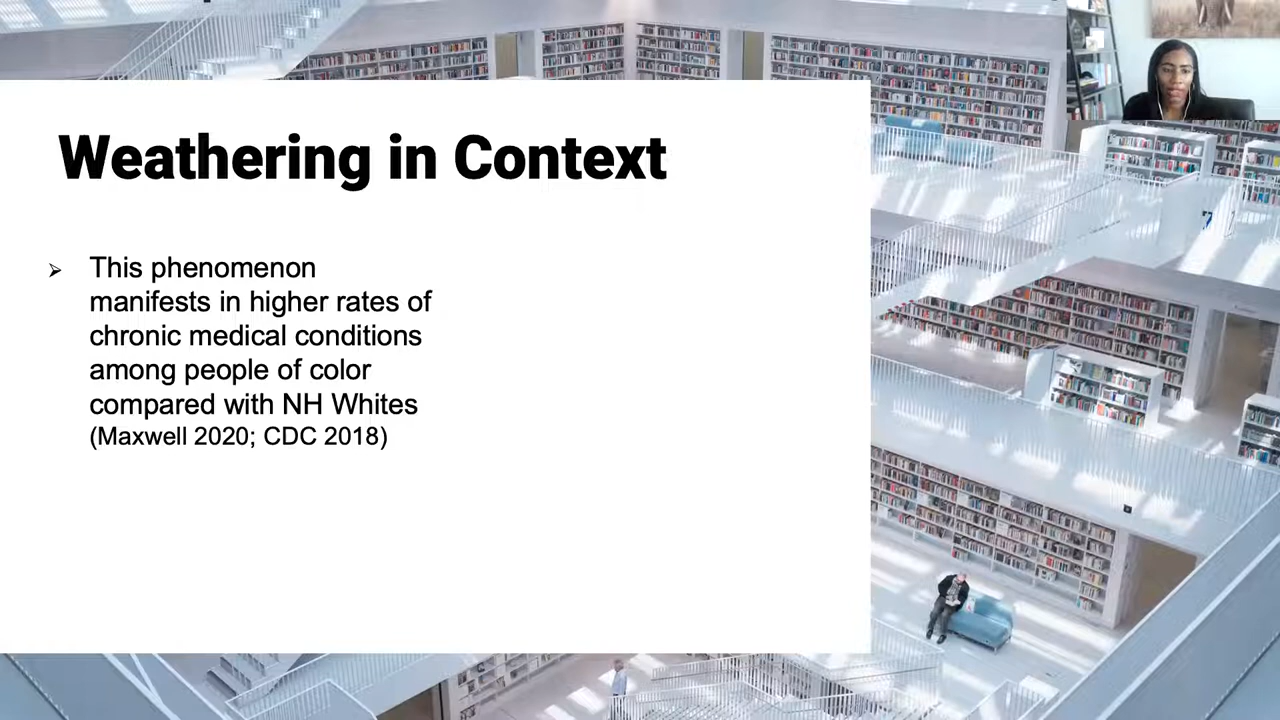 Weathering in Context
➢ This phenomenon
manifests in higher rates of
chronic medical conditions
among people of color
compared with NH Whites
(Maxwell 2020; CDC 2018)